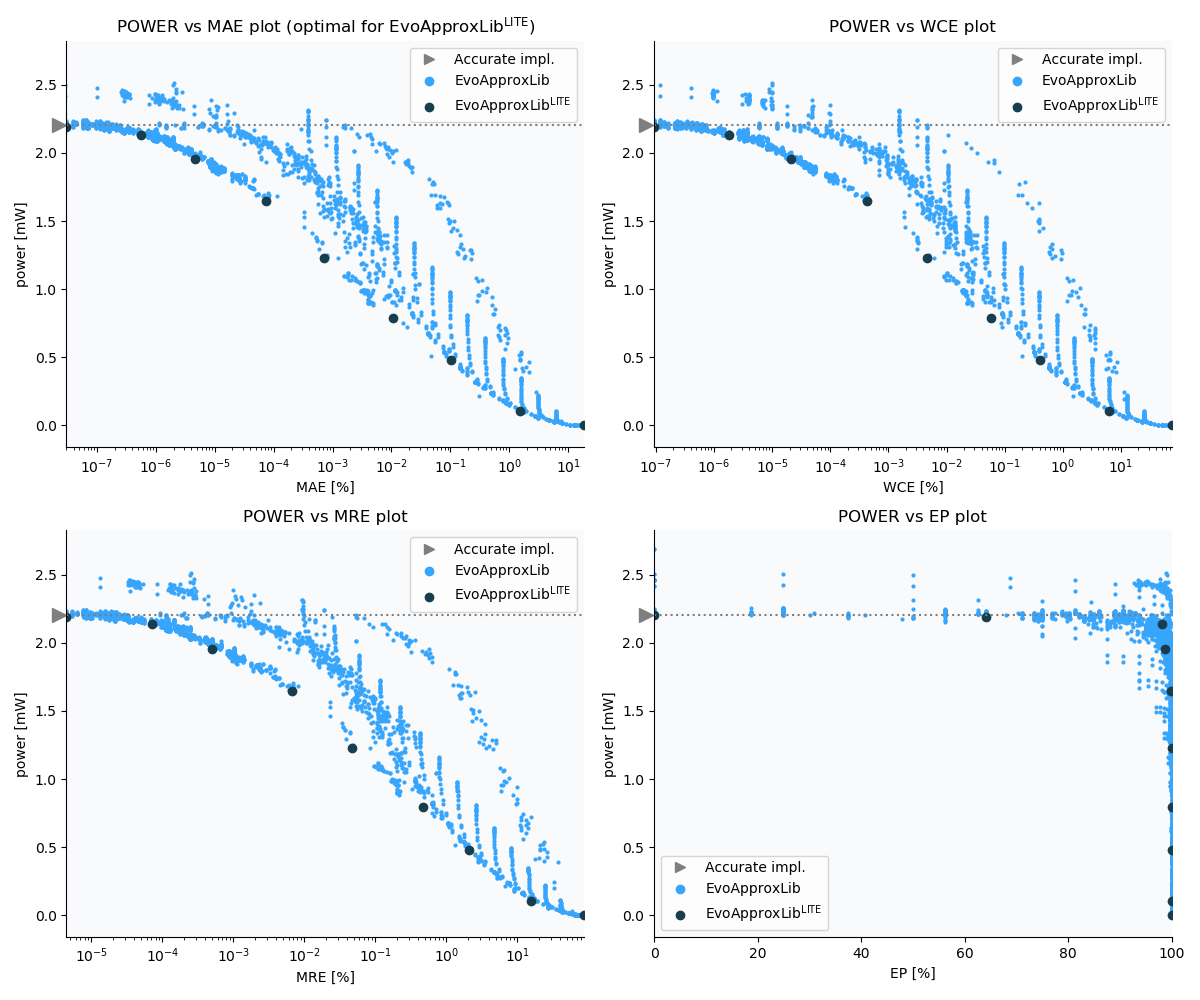 POWER vs MAE plot (optimal for EvoApproxLib^LITE)
Accurate impl.
EvoApproxLib
EvoApproxLib^LITE
power [mW]
2.5
2.0
1.5
1.0
0.5
0.0
10^−7 10^−6 10^−5 10^−4 10^−3 10^−2 10^−1 10^0 10^1
MAE [%]
POWER vs WCE plot
Accurate impl.
EvoApproxLib
EvoApproxLib^LITE
power [mW]
2.5
2.0
1.5
1.0
0.5
0.0
10^−7 10^−6 10^−5 10^−4 10^−3 10^−2 10^−1 10^0 10^1
WCE [%]
POWER vs MRE plot
Accurate impl.
EvoApproxLib
EvoApproxLib^LITE
power [mW]
2.5
2.0
1.5
1.0
0.5
0.0
10^−5 10^−4 10^−3 10^−2 10^−1 10^0 10^1
MRE [%]
POWER vs EP plot
power [mW]
2.5
2.0
1.5
1.0
0.5
0.0
Accurate impl.
EvoApproxLib
EvoApproxLib^LITE
0 20 40 60 80 100
EP [%]